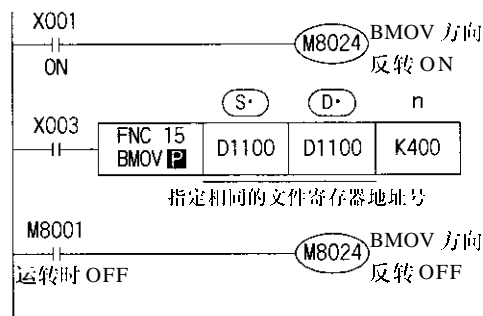 X001
ON
M8024
BMOV 方向
反转 ON
S· D· n
X003
FNC 15
BMOV P
D1100 D1100 K400
指定相同的文件寄存器地址号
M8001
运转时 OFF
M8024
BMOV 方向
反转 OFF